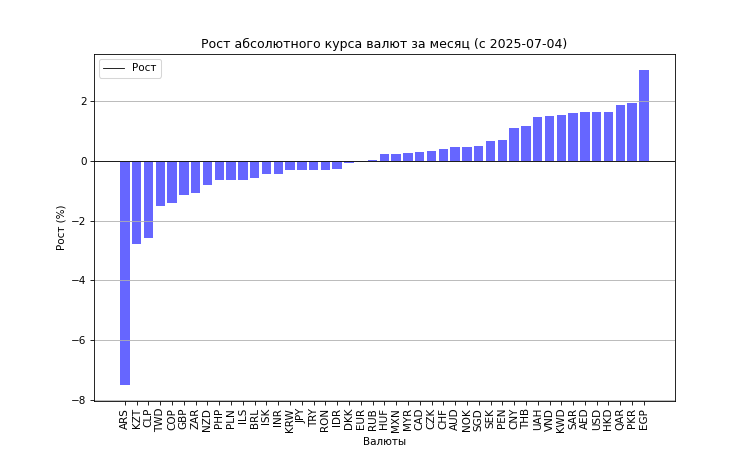 Рост абсолютного курса валют за месяц (с 2025-07-04)
Рост
2
0
−2
−4
−6
−8
Рост (%)
ARS KZT CLP TWD COP GBP ZAR NZD PHP PLN ILS BRL ISK INR KRW JPY TRY RON IDR DKK EUR RUB HUF MXN MYR CAD CZK CHF AUD NOK SGD SEK PEN CNY THB UAH VND KWD SAR AED USD HKD QAR PKR EGP
Валюты